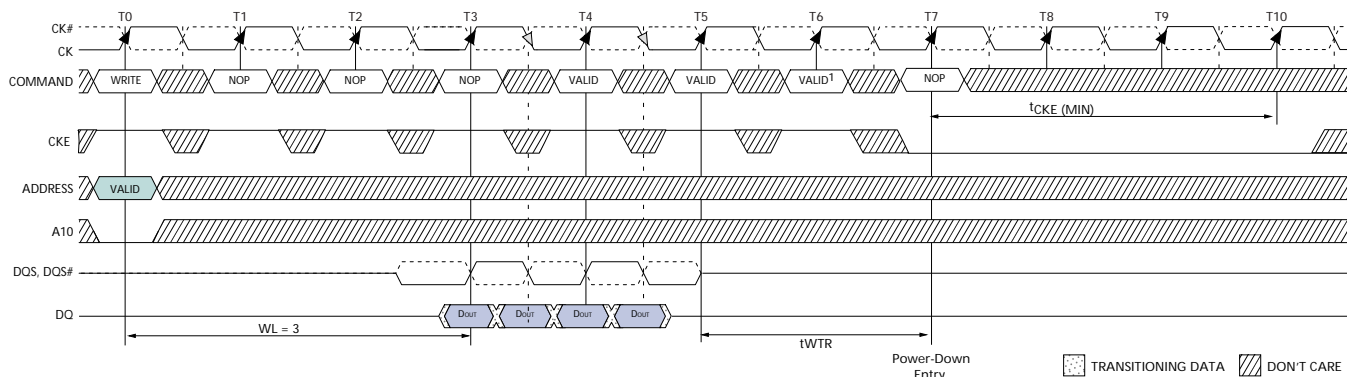 T0 T1 T2 T3 T4 T5 T6 T7 T8 T9 T10
CK#
CK
COMMAND WRITE NOP NOP NOP VALID VALID VALID1 NOP
tCKE (MIN)
CKE
ADDRESS VALID
A10
DQS, DQS#
DQ DOUT DOUT DOUT DOUT
WL = 3 tWTR
Power-Down
Entry
TRANSITIONING DATA DON'T CARE